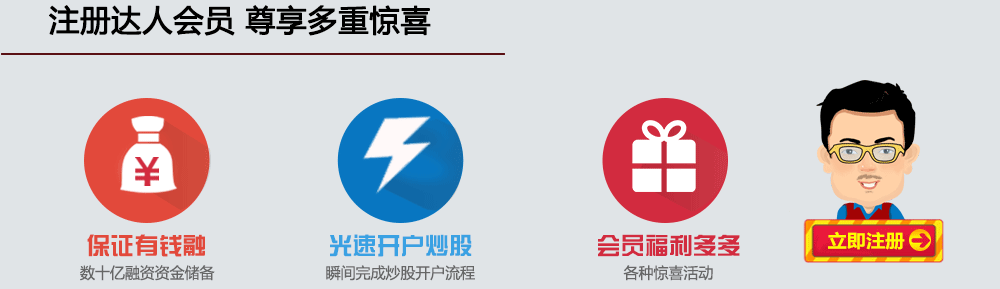 注册达人会员 尊享多重惊喜
¥
保证有钱融
数十亿融资资金储备
光速开户炒股
瞬间完成炒股开户流程
会员福利多多
各种惊喜活动
立即注册